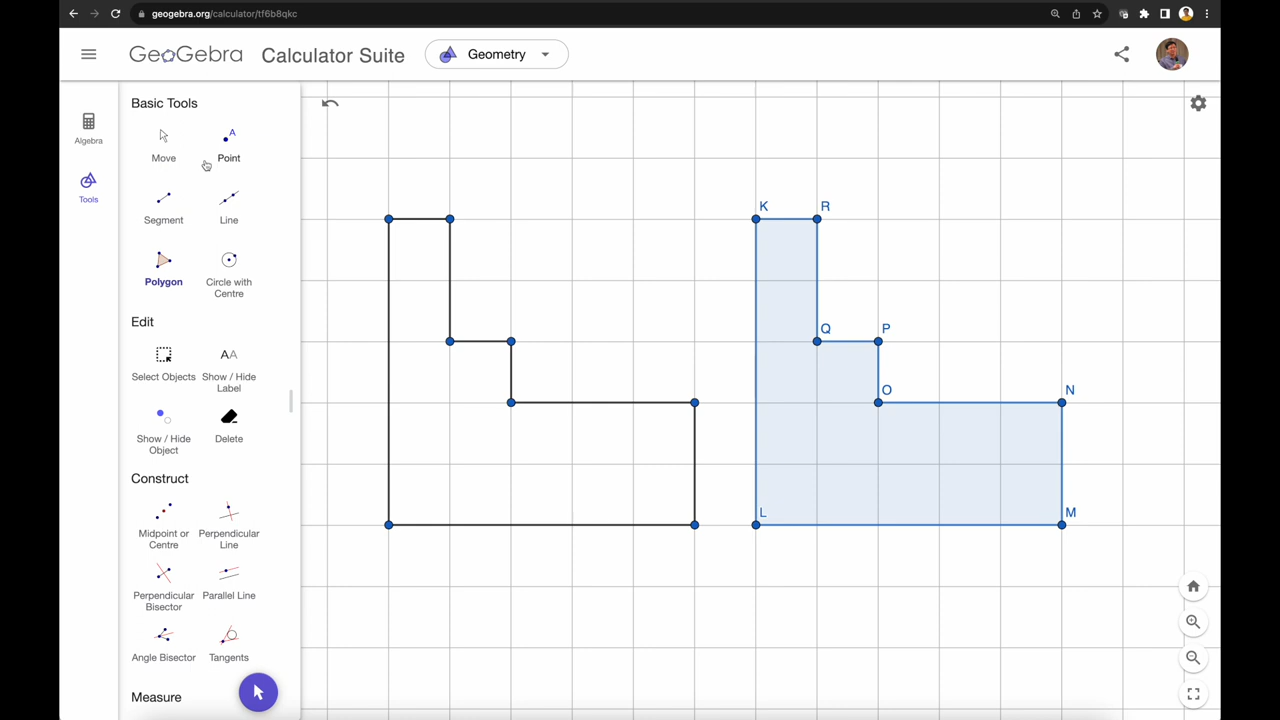 geogebra.org/calculator/tf6b8qkc
GeoGebra
Calculator Suite
Geometry
Algebra
Tools
Basic Tools
Move
Point
A
Segment
Line
Polygon
Circle with
Centre
Edit
Select Objects
AA
Show / Hide
Label
Show / Hide
Object
Delete
Construct
Midpoint or
Centre
Perpendicular
Line
Perpendicular
Bisector
Parallel Line
Angle Bisector
Tangents
Measure
K
R
Q
P
O
N
L
M